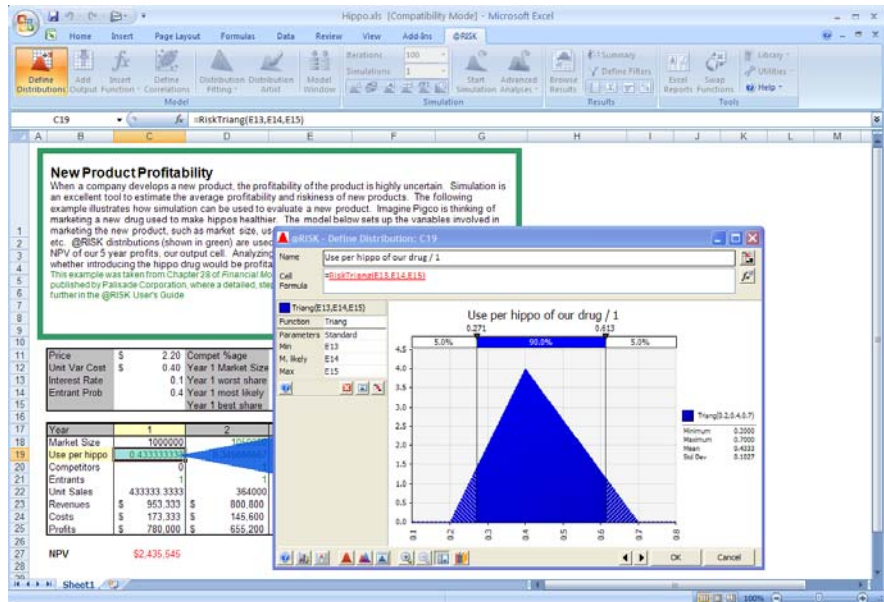 Hippo.xls [Compatibility Mode] - Microsoft Excel
Home Insert Page Layout Formulas Data Review View Add-Ins @RISK
Define Distributions
Add Output
Insert Function
Define Correlations
Distribution Fitting
Distribution Artist
Model Window
Iterations 100
Simulations 1
Start Simulation
Advanced Analyses
Browse Results
Summary
Define Filters
Excel Reports
Swap Functions
Library
Utilities
Help
Model Simulation Results Tools
C19 fx =RiskTriang(E13,E14,E15)
A B C D E F G H I J K L M
New Product Profitability
When a company develops a new product, the profitability of the product is highly uncertain. Simulation is
an excellent tool to estimate the average profitability and riskiness of new products. The following
example illustrates how simulation can be used to evaluate a new product. Imagine Pigco is thinking of
marketing a new drug used to make hippos healthier. The model below sets up the variables involved in
marketing the new product, such as market size, us
etc. @RISK distributions (shown in green) are used
NPV of our 5 year profits, our output cell. Analyzing
whether introducing the drug would be profita
This example was taken from Chapter 28 of Financial Mo
published by Palisade Corporation, where a detailed, step
further in the @RISK User's Guide
Price $ 2.20 Compet %age
Unit Var Cost $ 0.40 Year 1 Market Size
Interest Rate 0.1 Year 1 worst share
Entrant Prob 0.4 Year 1 most likely
Year 1 best share
Year 1 2
Market Size 1000000
Use per hippo 0.433333333
Competitors 0
Entrants 1 1
Unit Sales 433333.3333 364000
Revenues $ 953,333 $ 800,800
Costs $ 173,333 $ 145,600
Profits $ 780,000 $ 655,200
NPV $2,435,545
@RISK - Define Distribution: C19
Name Use per hippo of our drug / 1
Cell Formula =RiskTriang(E13,E14,E15)
Triang(E13,E14,E15)
Function Triang
Parameters Standard
Min E13
M. likely E14
Max E15
Use per hippo of our drug / 1
0.271 0.613
5.0% 90.0% 5.0%
4.5
4.0
3.5
3.0
2.5
2.0
1.5
1.0
0.5
0.0
0.1 0.2 0.3 0.4 0.5 0.6 0.7 0.8
Triang(0.2,0.4,0.7)
Minimum 0.2000
Maximum 0.7000
Mean 0.4333
Std Dev 0.1027
OK Cancel
Sheet1
100%